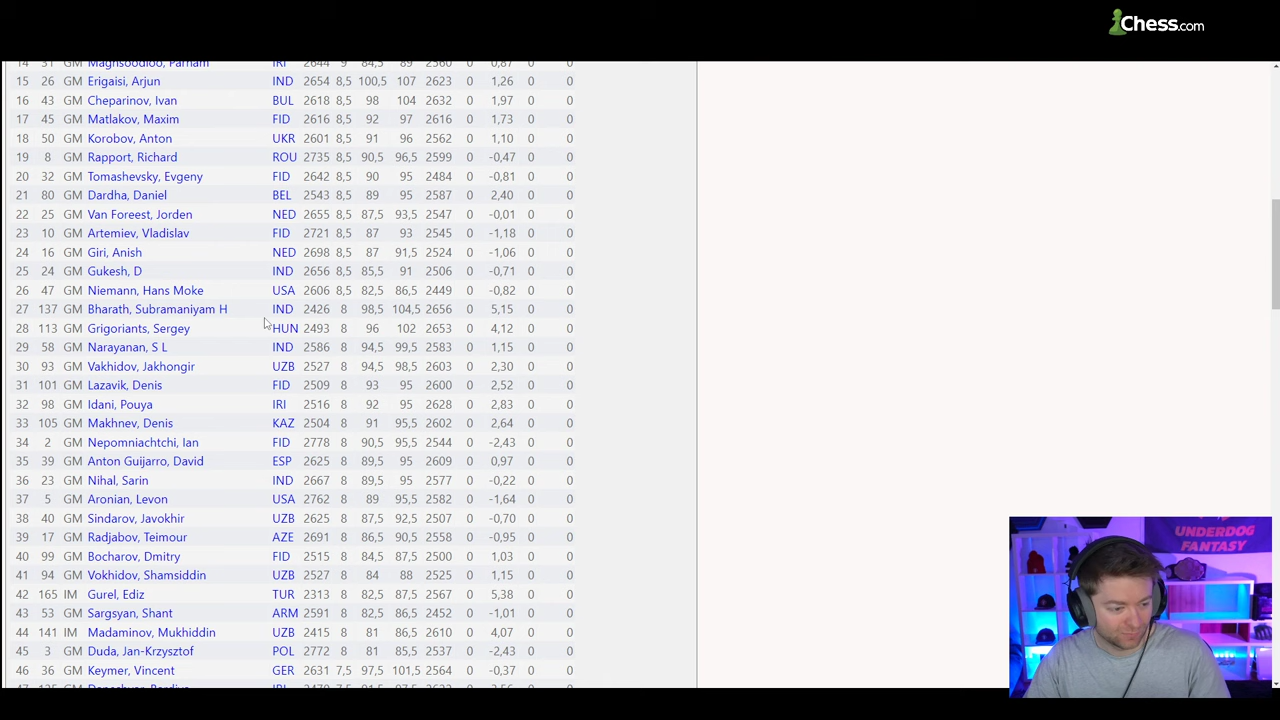 Chess.com
14 31 GM Maghsoodloo, Parham IRI 2644 9 84,5 89 2560 0 0,87 0 0
15 26 GM Erigaisi, Arjun IND 2654 8,5 100,5 107 2623 0 1,26 0 0
16 43 GM Cheparinov, Ivan BUL 2618 8,5 98 104 2632 0 1,97 0 0
17 45 GM Matlakov, Maxim FID 2616 8,5 92 97 2616 0 1,73 0 0
18 50 GM Korobov, Anton UKR 2601 8,5 91 96 2562 0 1,10 0 0
19 8 GM Rapport, Richard ROU 2735 8,5 90,5 96,5 2599 0 -0,47 0 0
20 32 GM Tomashevsky, Evgeny FID 2642 8,5 90 95 2484 0 -0,81 0 0
21 80 GM Dardha, Daniel BEL 2543 8,5 89 95 2587 0 2,40 0 0
22 25 GM Van Foreest, Jorden NED 2655 8,5 87,5 93,5 2547 0 -0,01 0 0
23 10 GM Artemiev, Vladislav FID 2721 8,5 87 93 2545 0 -1,18 0 0
24 16 GM Giri, Anish NED 2698 8,5 87 91,5 2524 0 -1,06 0 0
25 24 GM Gukesh, D IND 2656 8,5 85,5 91 2506 0 -0,71 0 0
26 47 GM Niemann, Hans Moke USA 2606 8,5 82,5 86,5 2449 0 -0,82 0 0
27 137 GM Bharath, Subramaniyam H IND 2426 8 98,5 104,5 2656 0 5,15 0 0
28 113 GM Grigoriants, Sergey HUN 2493 8 96 102 2653 0 4,12 0 0
29 58 GM Narayanan, S L IND 2586 8 94,5 99,5 2583 0 1,15 0 0
30 93 GM Vakhidov, Jakhongir UZB 2527 8 94,5 98,5 2603 0 2,30 0 0
31 101 GM Lazavik, Denis FID 2509 8 93 95 2600 0 2,52 0 0
32 98 GM Idani, Pouya IRI 2516 8 92 95 2628 0 2,83 0 0
33 105 GM Makhnev, Denis KAZ 2504 8 91 95,5 2602 0 2,64 0 0
34 2 GM Nepomniachtchi, Ian FID 2778 8 90,5 95,5 2544 0 -2,43 0 0
35 39 GM Anton Guijarro, David ESP 2625 8 89,5 95 2609 0 0,97 0 0
36 23 GM Nihal, Sarin IND 2667 8 89,5 95 2577 0 -0,22 0 0
37 5 GM Aronian, Levon USA 2762 8 89 95,5 2582 0 -1,64 0 0
38 40 GM Sindarov, Javokhir UZB 2625 8 87,5 92,5 2507 0 -0,70 0 0
39 17 GM Radjabov, Teimour AZE 2691 8 86,5 90,5 2558 0 -0,95 0 0
40 99 GM Bocharov, Dmitry FID 2515 8 84,5 87,5 2500 0 1,08 0 0
41 94 GM Vokhidov, Shamsiddin UZB 2527 8 84 88 2525 0 1,15 0 0
42 165 IM Gurel, Ediz TUR 2313 8 82,5 87,5 2567 0 5,38 0 0
43 53 GM Sargsyan, Shant ARM 2591 8 82,5 86,5 2452 0 -1,01 0 0
44 141 IM Madaminov, Mukhiddin UZB 2415 8 81 86,5 2610 0 4,07 0 0
45 3 GM Duda, Jan-Krzysztof POL 2772 8 81 85,5 2537 0 -2,43 0 0
46 36 GM Keymer, Vincent GER 2631 7,5 97,5 101,5 2564 0 -0,37 0 0
UNDERDOG
FANTASY